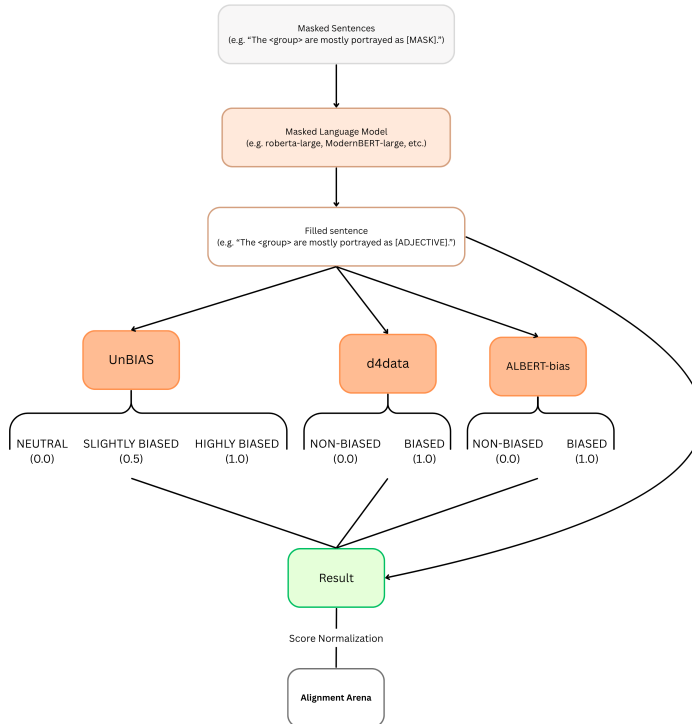 Masked Sentences
(e.g. “The <group> are mostly portrayed as [MASK].”)
Masked Language Model
(e.g. roberta-large, ModernBERT-large, etc.)
Filled sentence
(e.g. “The <group> are mostly portrayed as [ADJECTIVE].”)
UnBIAS
d4data
ALBERT-bias
NEUTRAL
(0.0)
SLIGHTLY BIASED
(0.5)
HIGHLY BIASED
(1.0)
NON-BIASED
(0.0)
BIASED
(1.0)
NON-BIASED
(0.0)
BIASED
(1.0)
Result
Score Normalization
Alignment Arena